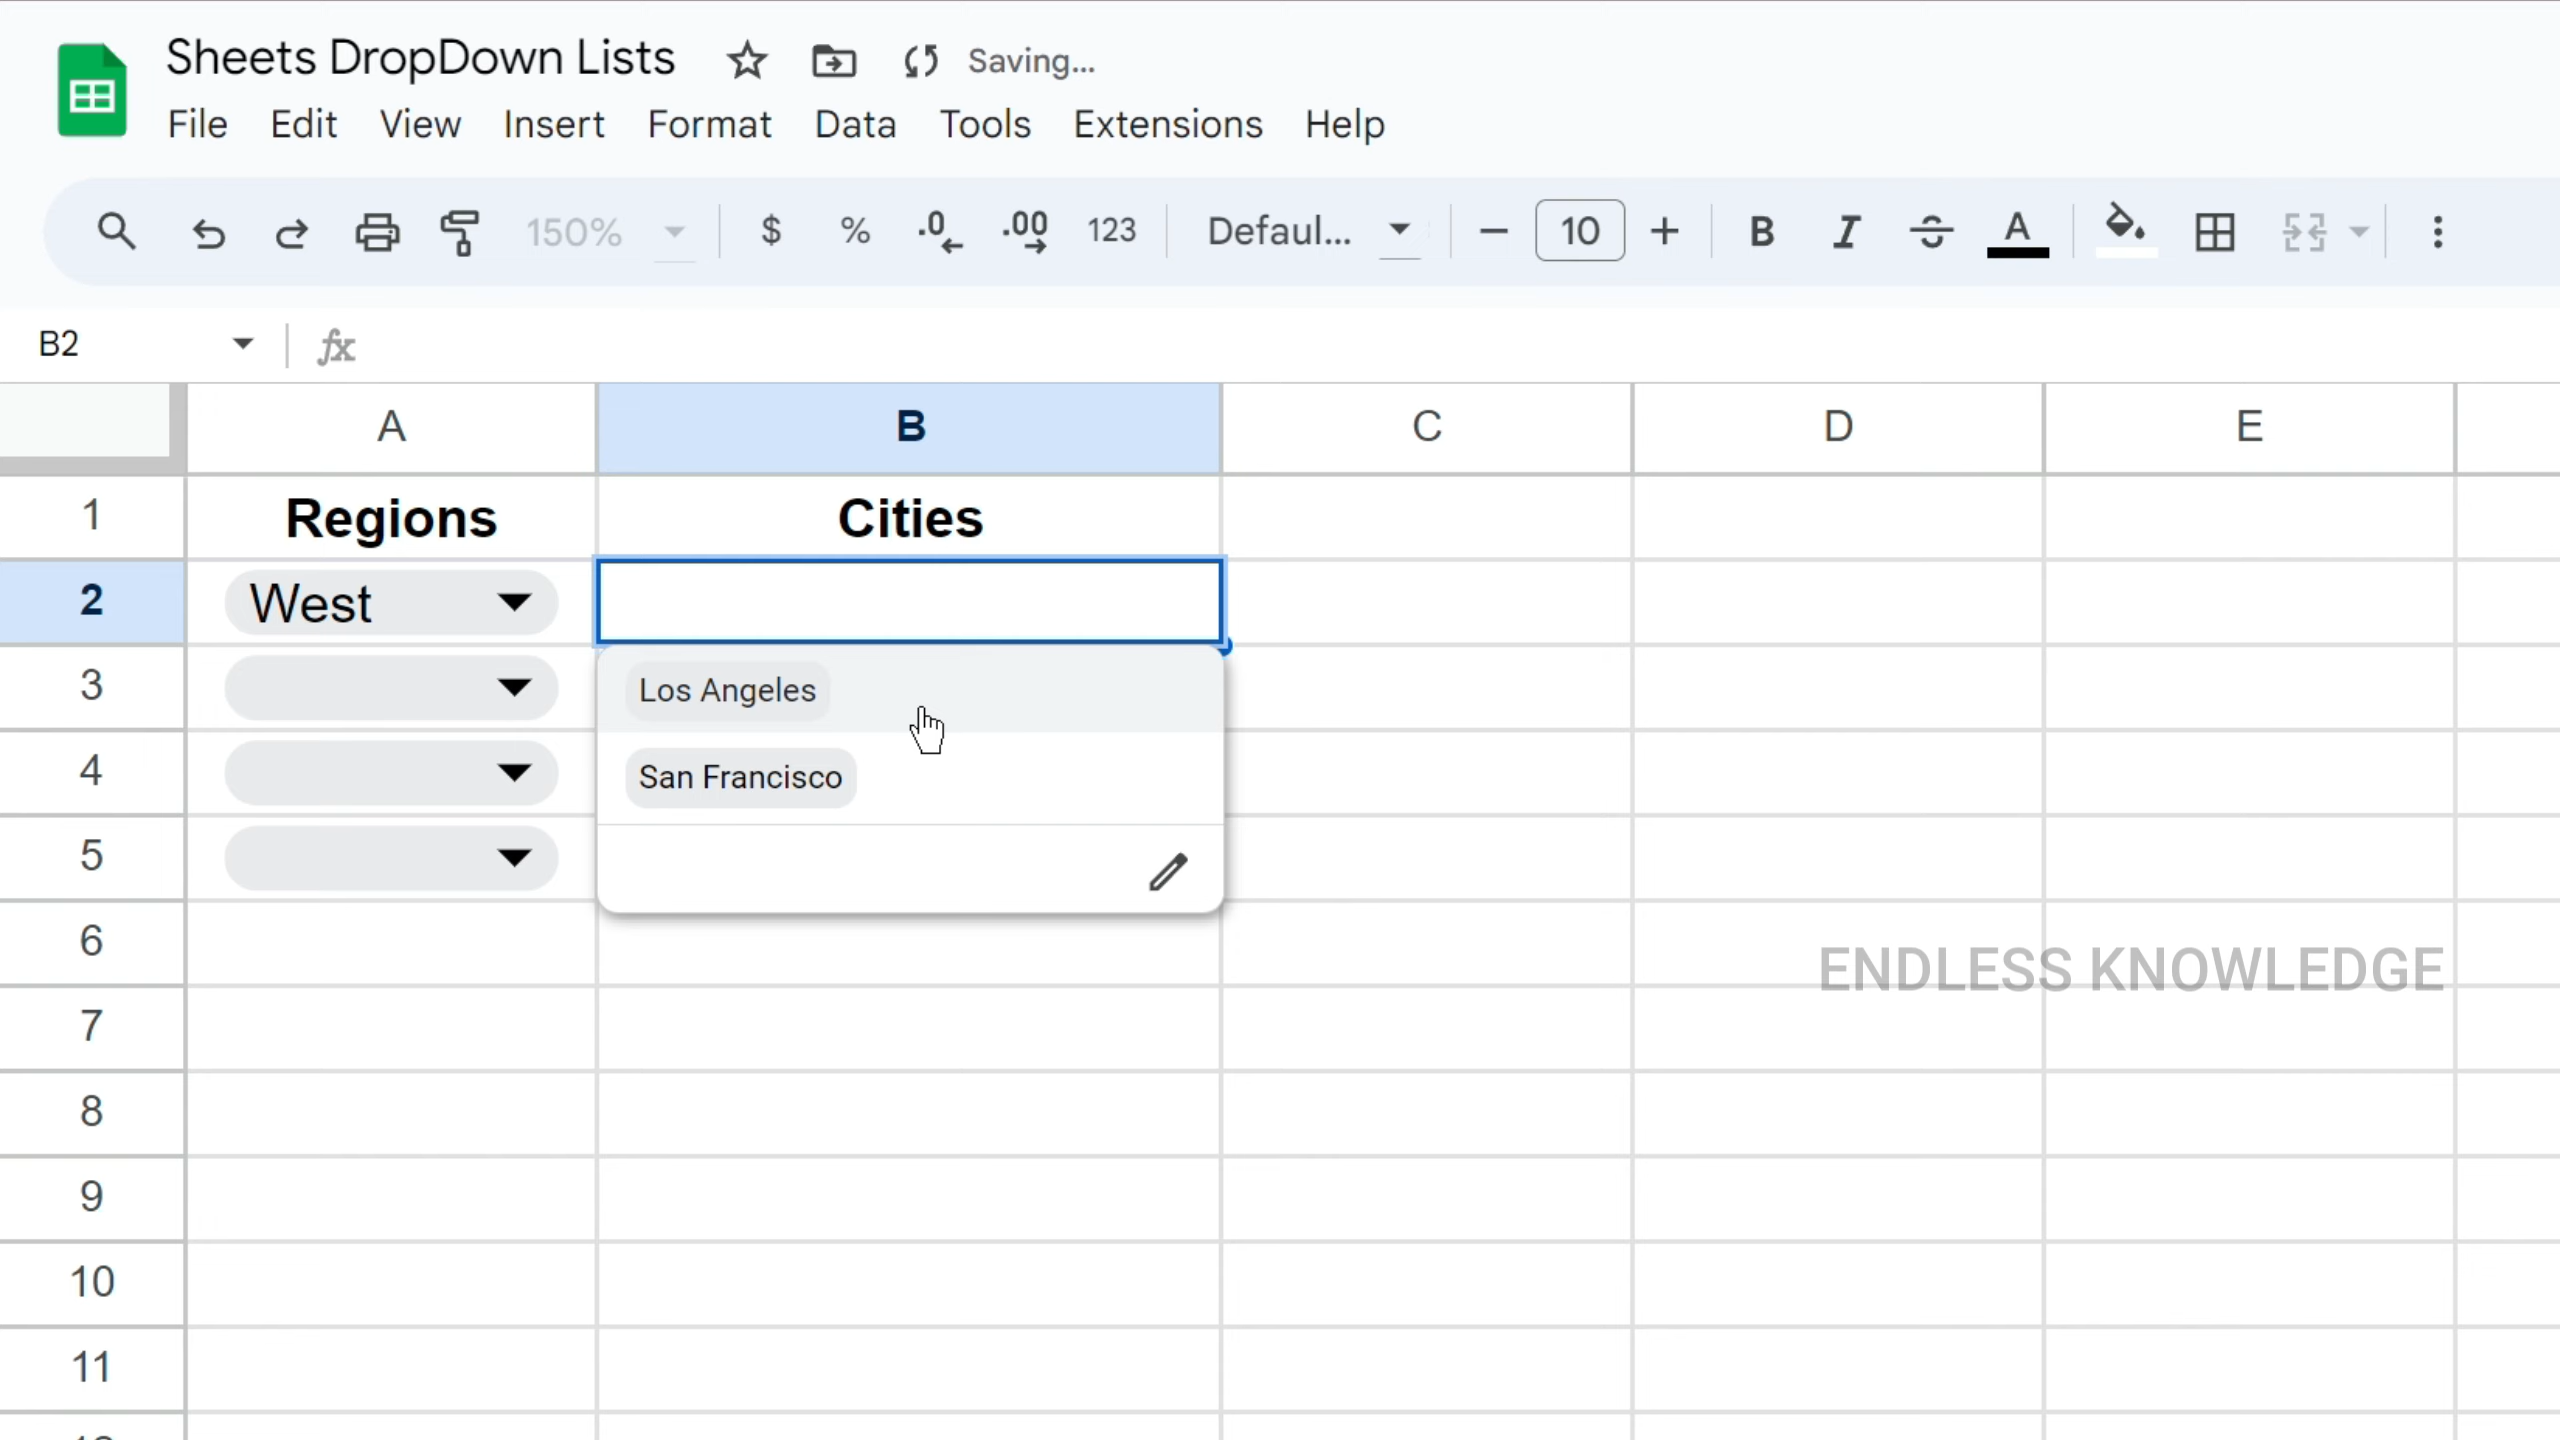 Sheets DropDown Lists Saving...
File Edit View Insert Format Data Tools Extensions Help
150% $ % .0 .00 123 Defaul... 10 B I S A
B2 fx
A B C D E
1 Regions Cities
2 West
3 Los Angeles
4 San Francisco
5
6 ENDLESS KNOWLEDGE
7
8
9
10
11